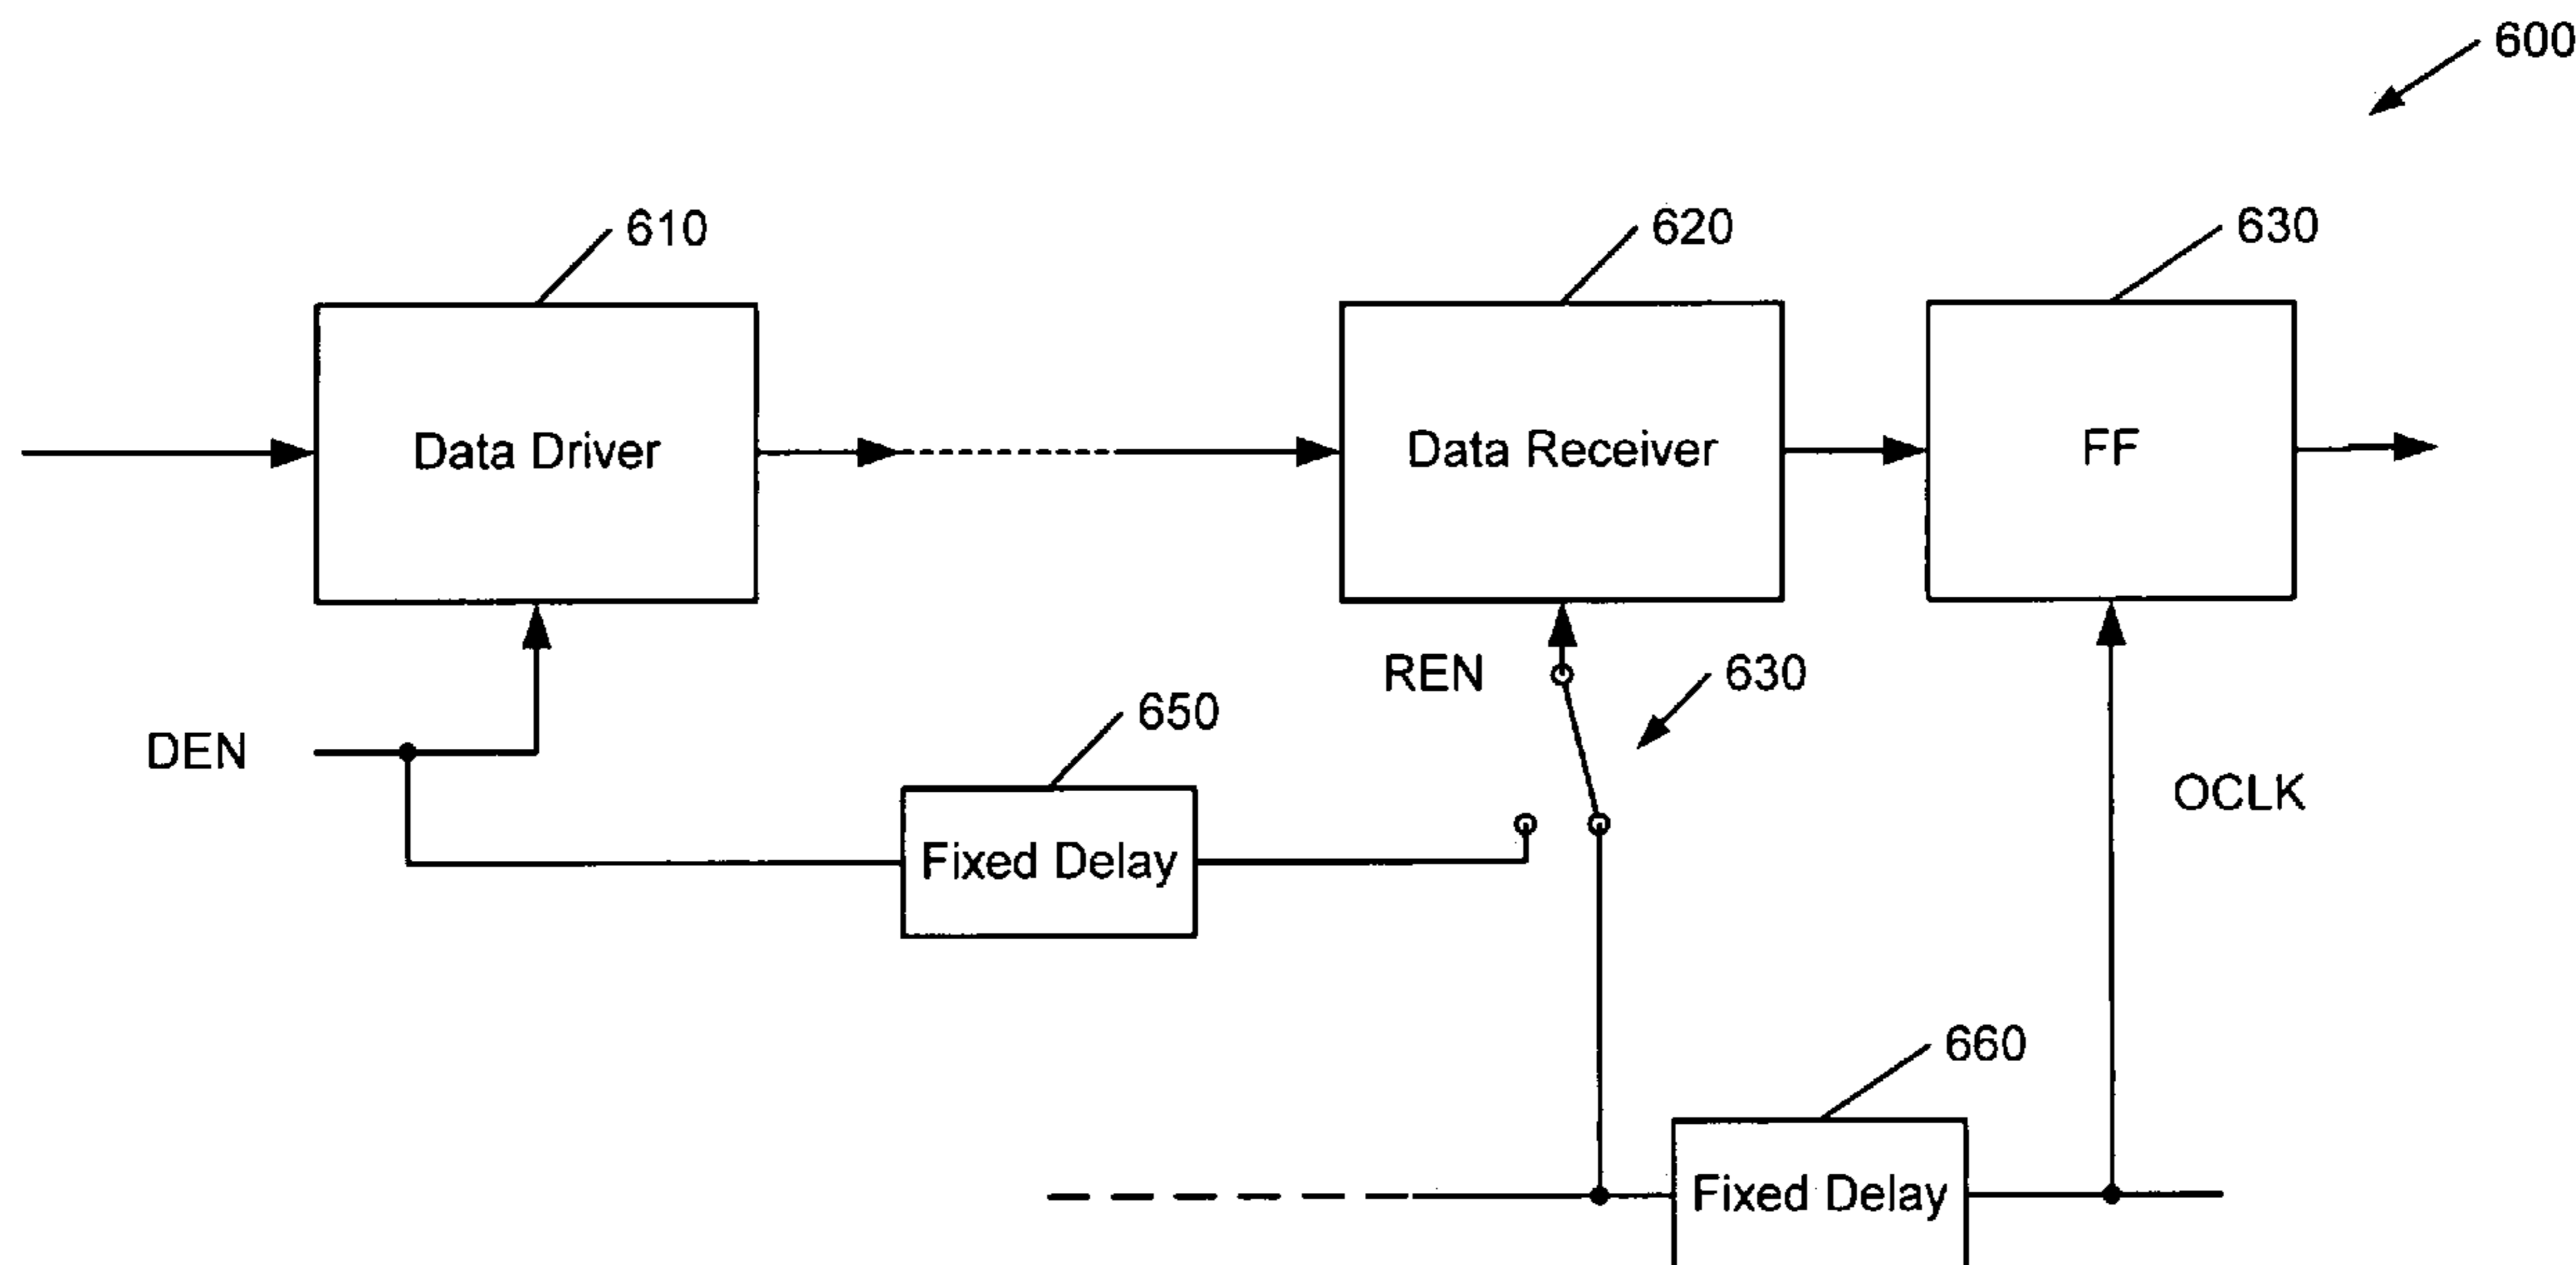 600
610
620
630
Data Driver
Data Receiver
FF
REN
630
650
DEN
OCLK
Fixed Delay
660
Fixed Delay